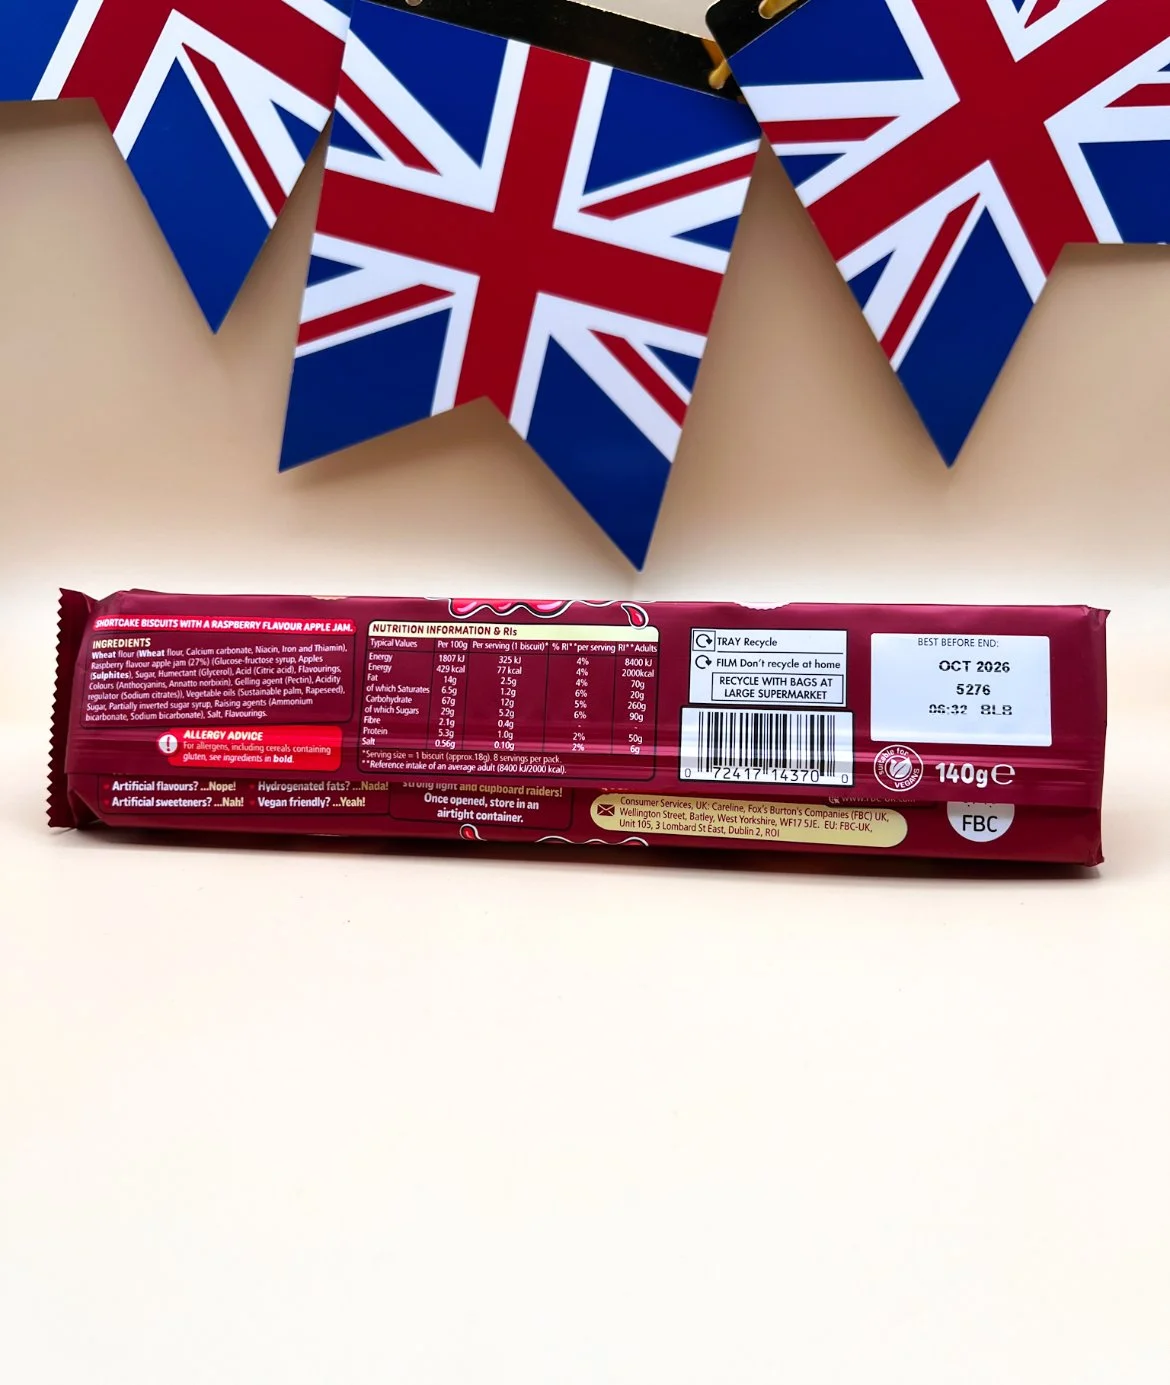 SHORTCAKE BISCUITS WITH A RASPBERRY FLAVOUR APPLE JAM.
INGREDIENTS
Wheat flour (Wheat flour, Calcium carbonate, Niacin, Iron and Thiamin),
Raspberry flavour apple jam (27%) (Glucose-fructose syrup, Apples
(Sulphites), Sugar, Humectant (Glycerol), Acid (Citric acid), Flavourings,
Colours (Anthocyanins, Annatto norbixin), Gelling agent (Pectin), Acidity
regulator (Sodium citrates)), Vegetable oils (Sustainable palm, Rapeseed),
Sugar, Partially inverted sugar syrup, Raising agents (Ammonium
bicarbonate, Sodium bicarbonate), Salt, Flavourings.
ALLERGY ADVICE
For allergens, including cereals containing
gluten, see ingredients in bold.
Artificial flavours? ...Nope! Hydrogenated fats? ...Nada!
Artificial sweeteners? ...Nah! Vegan friendly? ...Yeah!
NUTRITION INFORMATION & RIs
Typical Values Per 100g Per serving (1 biscuit)* % RI** per serving RI** Adults
Energy 1807 kJ 325 kJ 4% 8400 kJ
Energy 429 kcal 77 kcal 4% 2000kcal
Fat 14g 2.5g 4% 70g
of which Saturates 6.5g 1.2g 6% 20g
Carbohydrate 67g 12g 5% 260g
of which Sugars 29g 5.2g 6% 90g
Fibre 2.1g 0.4g -
Protein 5.3g 1.0g 2% 50g
Salt 0.56g 0.10g 2% 6g
*Serving size = 1 biscuit (approx.18g). 8 servings per pack.
**Reference intake of an average adult (8400 kJ/2000 kcal).
strong light and cupboard raiders!
Once opened, store in an
airtight container.
TRAY Recycle
FILM Don't recycle at home
RECYCLE WITH BAGS AT
LARGE SUPERMARKET
0 72417 14370 0
BEST BEFORE END:
OCT 2026
5276
06:32 8L8
suitable for VEGANS
140g℮
Consumer Services, UK: Careline, Fox's Burton's Companies (FBC) UK,
Wellington Street, Batley, West Yorkshire, WF17 5JE. EU: FBC-UK,
Unit 105, 3 Lombard St East, Dublin 2, ROI
FBC